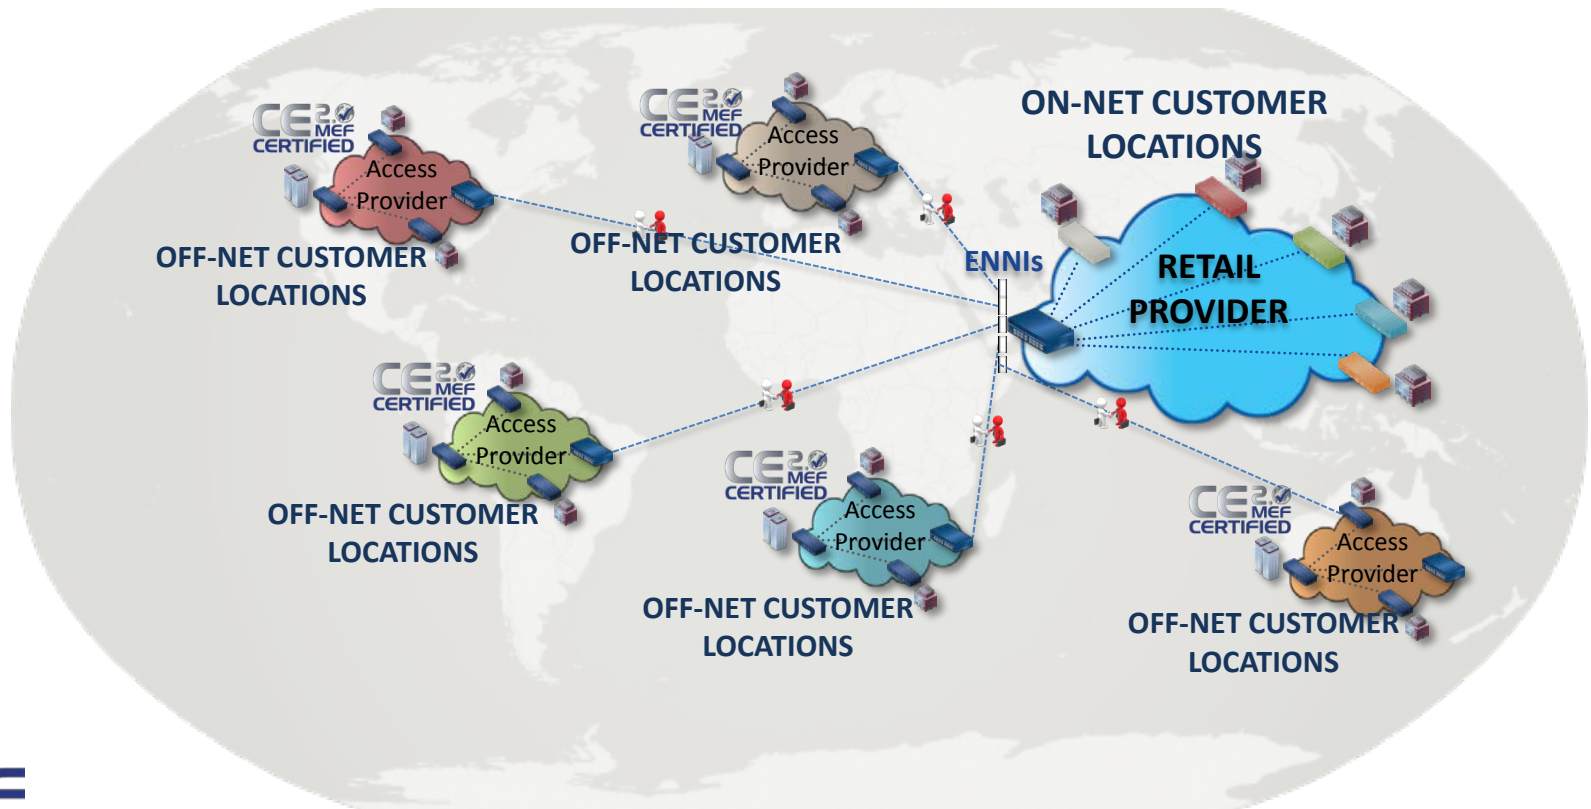 CE 2.0
MEF
CERTIFIED
Access
Provider
OFF-NET CUSTOMER
LOCATIONS
CE 2.0
MEF
CERTIFIED
Access
Provider
OFF-NET CUSTOMER
LOCATIONS
ON-NET CUSTOMER
LOCATIONS
ENNIs
RETAIL
PROVIDER
CE 2.0
MEF
CERTIFIED
Access
Provider
OFF-NET CUSTOMER
LOCATIONS
CE 2.0
MEF
CERTIFIED
Access
Provider
OFF-NET CUSTOMER
LOCATIONS
CE 2.0
MEF
CERTIFIED
Access
Provider
OFF-NET CUSTOMER
LOCATIONS